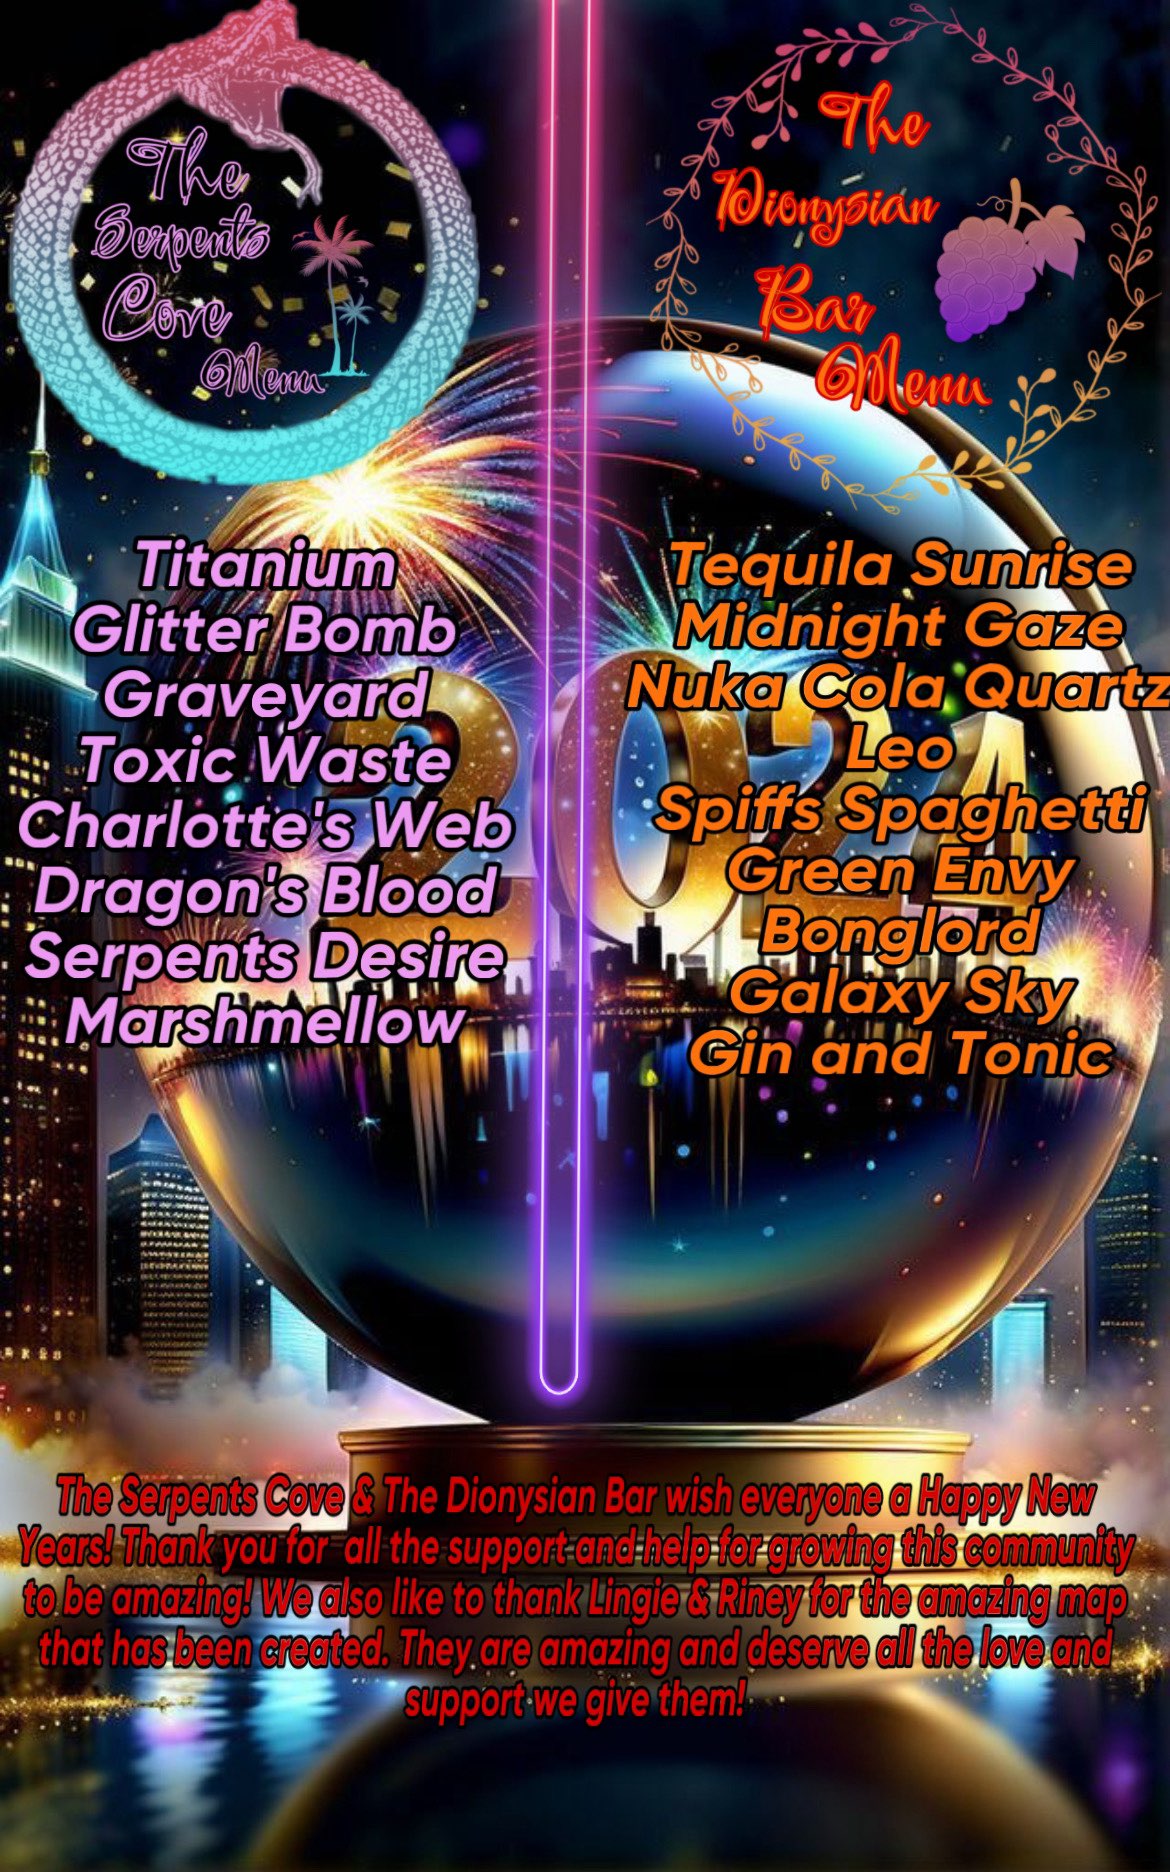 The
Serpents
Cove
Menu
Titanium
Glitter Bomb
Graveyard
Toxic Waste
Charlotte's Web
Dragon's Blood
Serpents Desire
Marshmellow
The
Dionysian
Bar
Menu
Tequila Sunrise
Midnight Gaze
Nuka Cola Quartz
Leo
Spiffs Spaghetti
Green Envy
Bonglord
Galaxy Sky
Gin and Tonic
2024
The Serpents Cove & The Dionysian Bar wish everyone a Happy New
Years! Thank you for all the support and help for growing this community
to be amazing! We also like to thank Lingie & Riney for the amazing map
that has been created. They are amazing and deserve all the love and
support we give them!